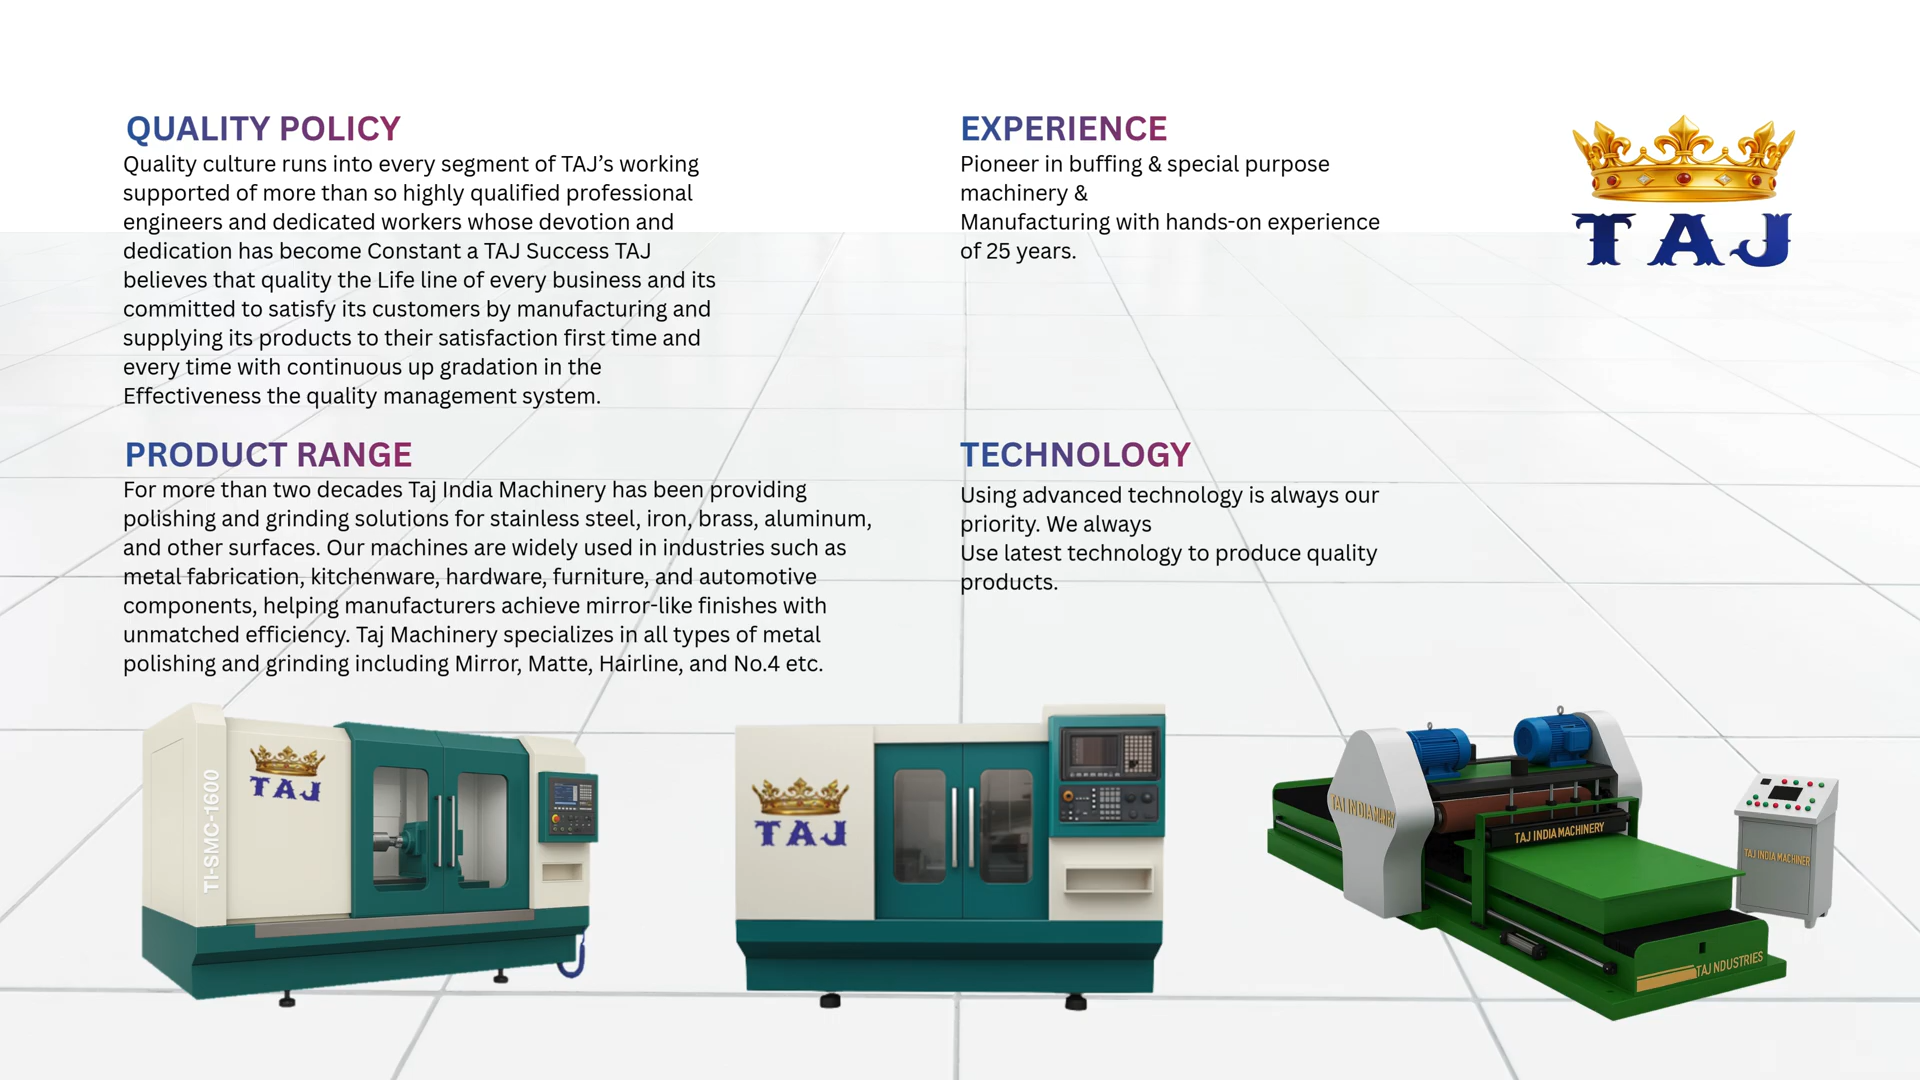 QUALITY POLICY
Quality culture runs into every segment of TAJ’s working
supported of more than so highly qualified professional
engineers and dedicated workers whose devotion and
dedication has become Constant a TAJ Success TAJ
believes that quality the Life line of every business and its
committed to satisfy its customers by manufacturing and
supplying its products to their satisfaction first time and
every time with continuous up gradation in the
Effectiveness the quality management system.
EXPERIENCE
Pioneer in buffing & special purpose
machinery &
Manufacturing with hands-on experience
of 25 years.
TAJ
PRODUCT RANGE
For more than two decades Taj India Machinery has been providing
polishing and grinding solutions for stainless steel, iron, brass, aluminum,
and other surfaces. Our machines are widely used in industries such as
metal fabrication, kitchenware, hardware, furniture, and automotive
components, helping manufacturers achieve mirror-like finishes with
unmatched efficiency. Taj Machinery specializes in all types of metal
polishing and grinding including Mirror, Matte, Hairline, and No.4 etc.
TECHNOLOGY
Using advanced technology is always our
priority. We always
Use latest technology to produce quality
products.
TI-SMC-1600
TAJ
TAJ
TAJ INDIA
TAJ INDIA MACHINERY
TAJ INDIA MACHINER
TAJ NDUSTRIES